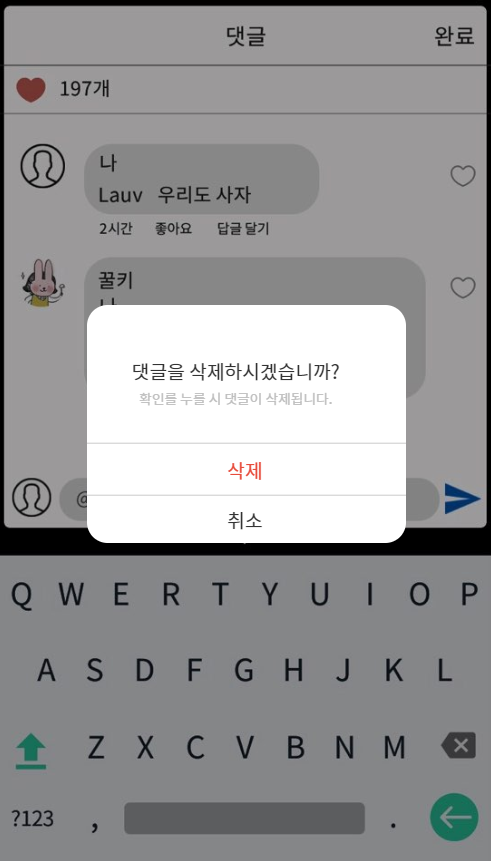 댓글 완료
197개
나
Lauv 우리도 사자
2시간 좋아요 답글 달기
꿀키
댓글을 삭제하시겠습니까?
확인를 누를 시 댓글이 삭제됩니다.
삭제
@
취소
Q W E R T Y U I O P
A S D F G H J K L
Z X C V B N M
?123 , .